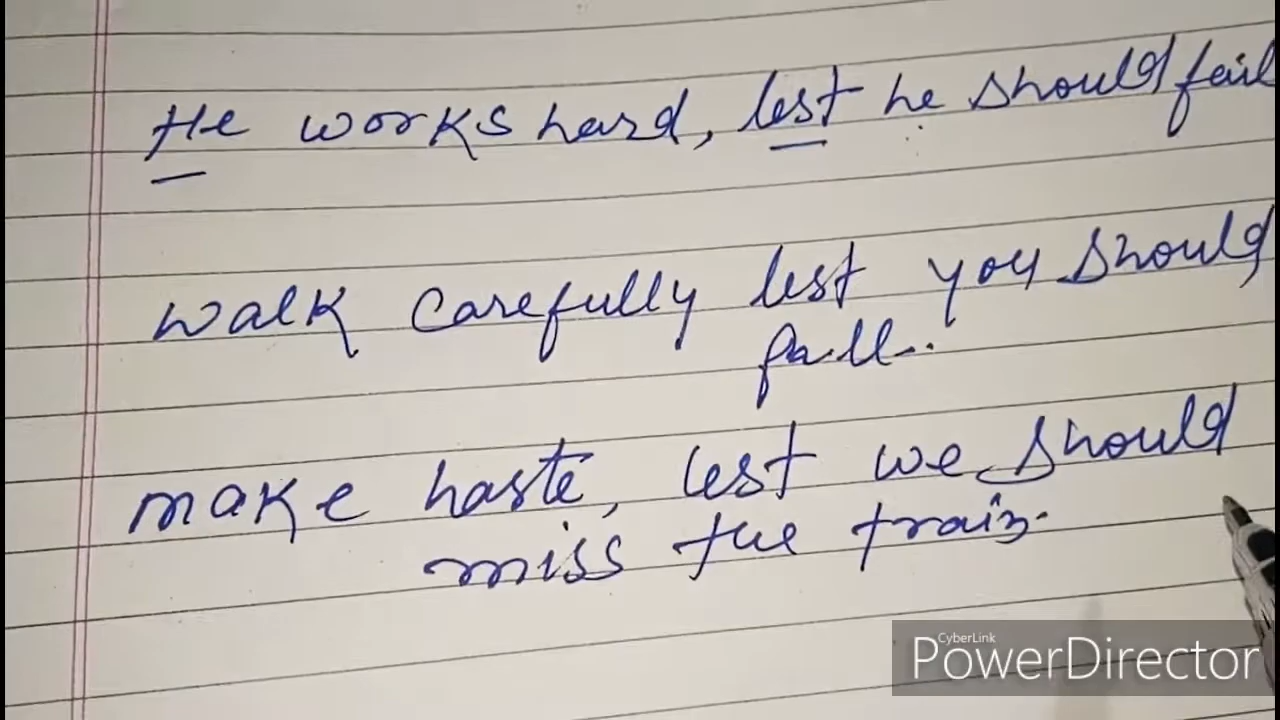 He works hard, lest he should fail
walk carefully lest you should
fall..
make haste, lest we should
miss the train.
CyberLink
PowerDirector